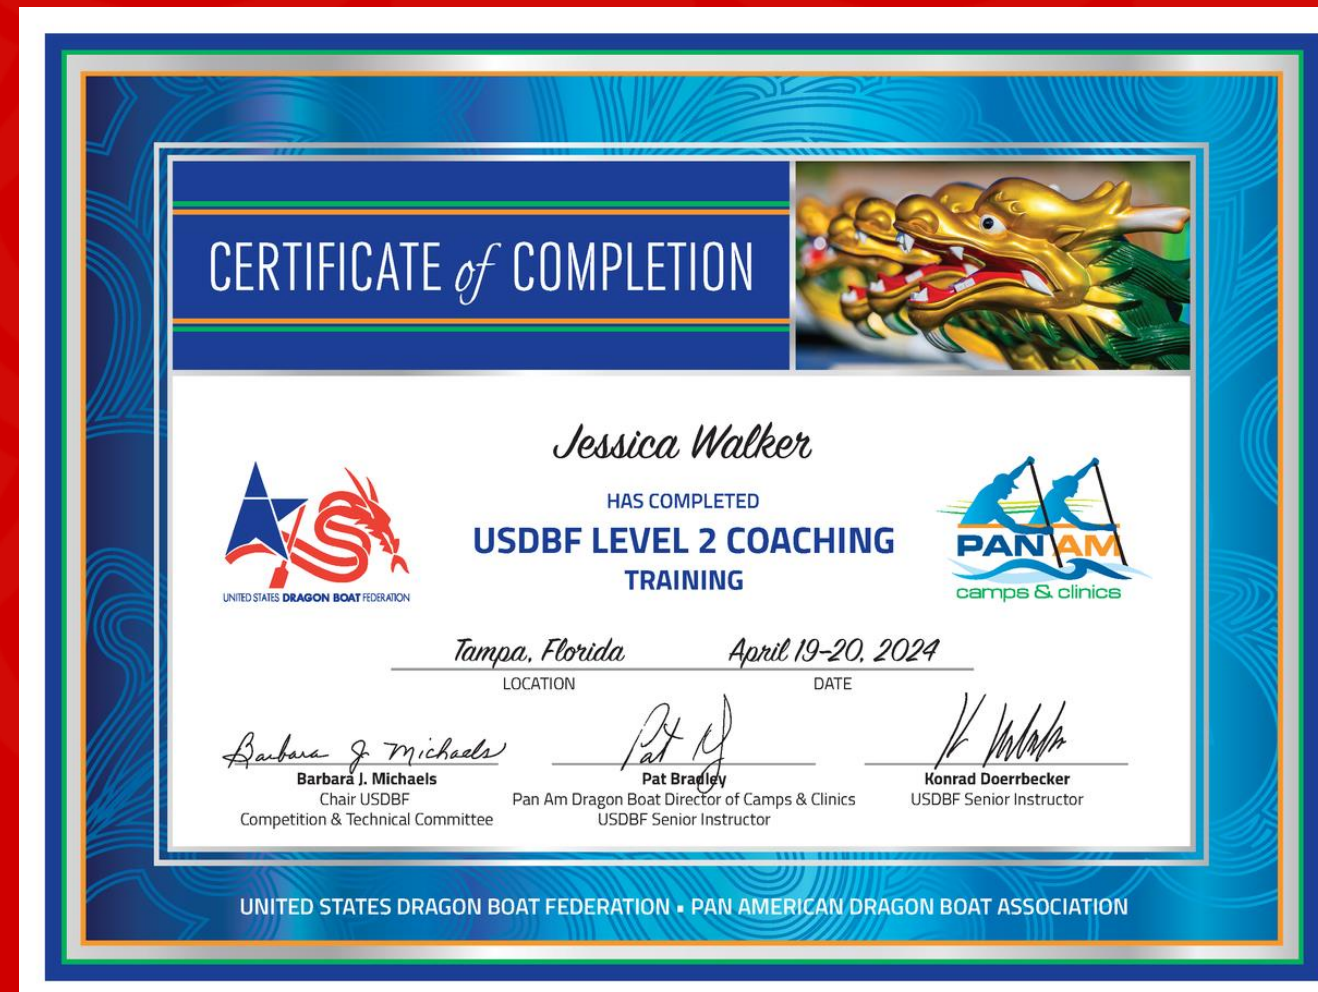 CERTIFICATE of COMPLETION
Jessica Walker
HAS COMPLETED
USDBF LEVEL 2 COACHING
TRAINING
US
UNITED STATES DRAGON BOAT FEDERATION
PAN AM
camps & clinics
Tampa, Florida
April 19-20, 2024
LOCATION
DATE
Barbara J. Michaels
Barbara J. Michaels
Chair USDBF
Competition & Technical Committee
Pat
Pat Bradley
Pan Am Dragon Boat Director of Camps & Clinics
USDBF Senior Instructor
Konrad Doerrbecker
USDBF Senior Instructor
UNITED STATES DRAGON BOAT FEDERATION ▪ PAN AMERICAN DRAGON BOAT ASSOCIATION